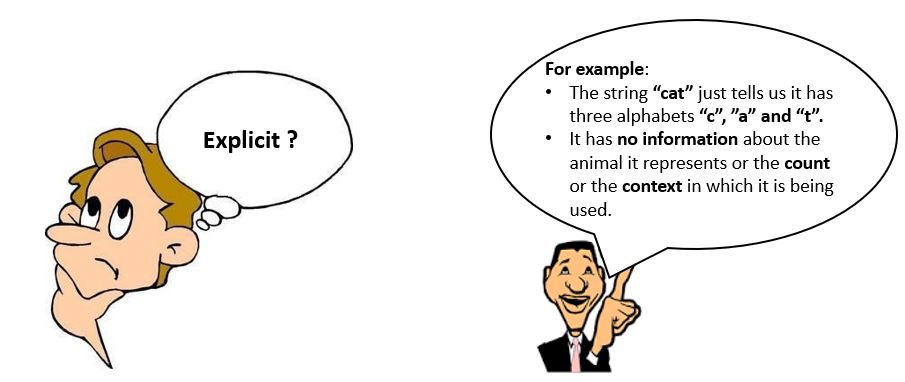 Explicit ?
For example:
• The string “cat” just tells us it has
three alphabets “c”, ”a” and “t”.
• It has no information about the
animal it represents or the count
or the context in which it is being
used.